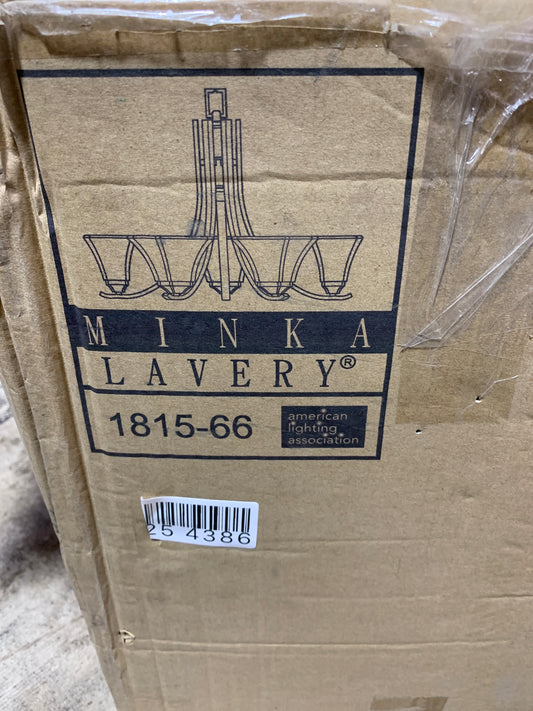 MINKA
LAVERY®
1815-66
american
lighting
association
25 4386